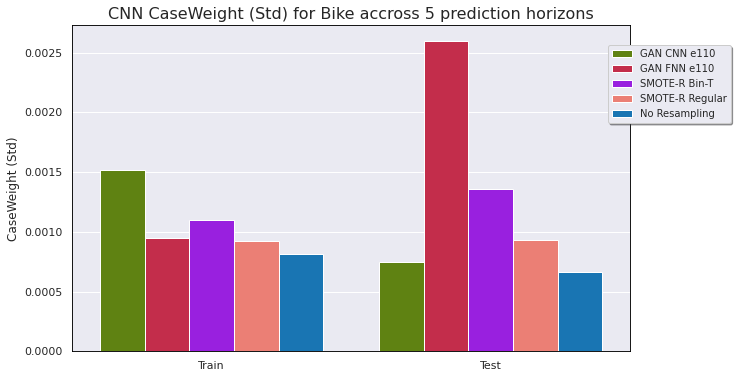 CNN CaseWeight (Std) for Bike accross 5 prediction horizons
CaseWeight (Std)
0.0025
0.0020
0.0015
0.0010
0.0005
0.0000
Train
Test
GAN CNN e110
GAN FNN e110
SMOTE-R Bin-T
SMOTE-R Regular
No Resampling